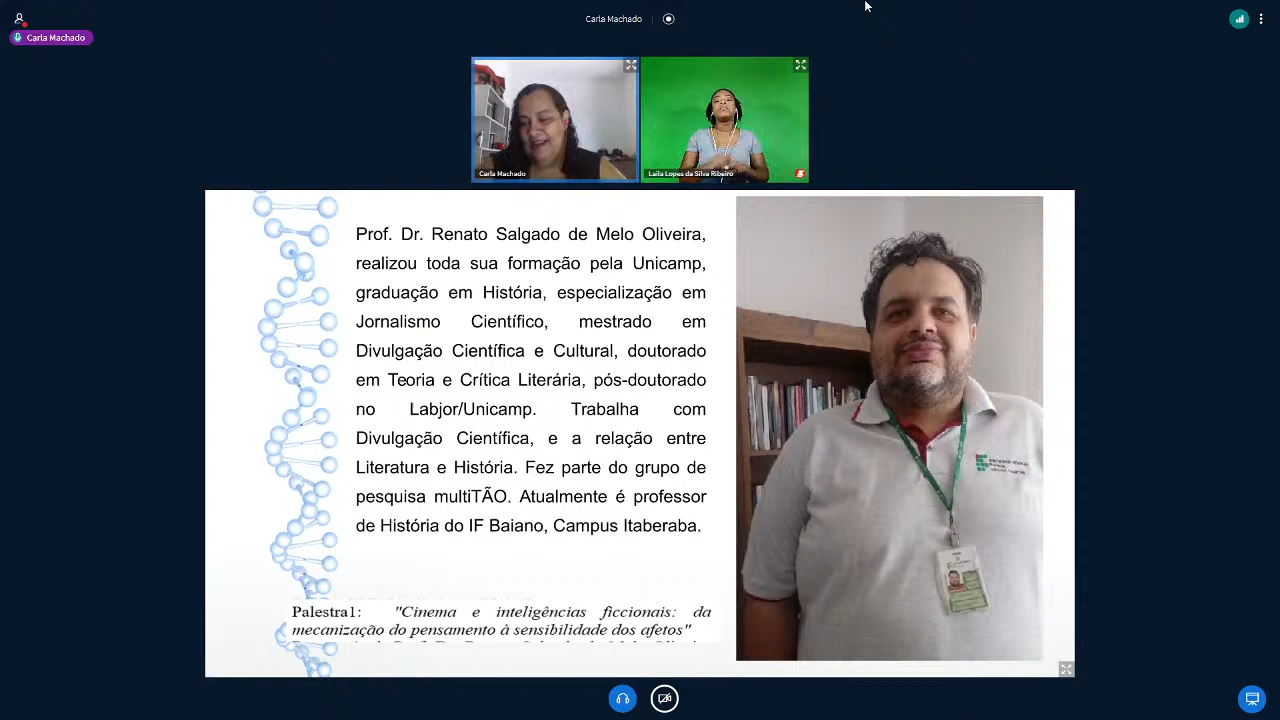 Carla Machado
Carla Machado
Carla Machado
Laila Lopes da Silva Ribeiro
Prof. Dr. Renato Salgado de Melo Oliveira,
realizou toda sua formação pela Unicamp,
graduação em História, especialização em
Jornalismo Científico, mestrado em
Divulgação Científica e Cultural, doutorado
em Teoria e Crítica Literária, pós-doutorado
no Labjor/Unicamp. Trabalha com
Divulgação Científica, e a relação entre
Literatura e História. Fez parte do grupo de
pesquisa multiTÃO. Atualmente é professor
de História do IF Baiano, Campus Itaberaba.
Palestra1: "Cinema e inteligências ficcionais: da
mecanização do pensamento à sensibilidade dos afetos"